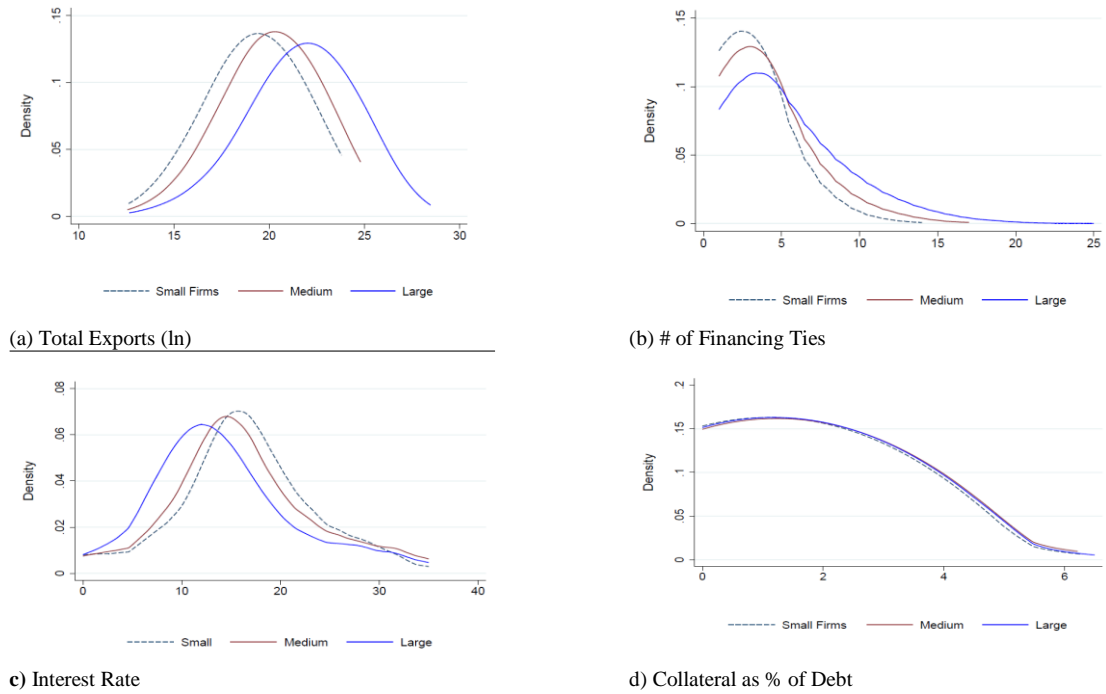 .15
.1
.05
0
Density
10 15 20 25 30
Small Firms Medium Large
(a) Total Exports (ln)
.15
.1
.05
0
Density
0 5 10 15 20 25
Small Firms Medium Large
(b) # of Financing Ties
.08
.06
.04
.02
0
Density
0 10 20 30 40
Small Medium Large
c) Interest Rate
.2
.15
.1
.05
0
Density
0 2 4 6
Small Firms Medium Large
d) Collateral as % of Debt